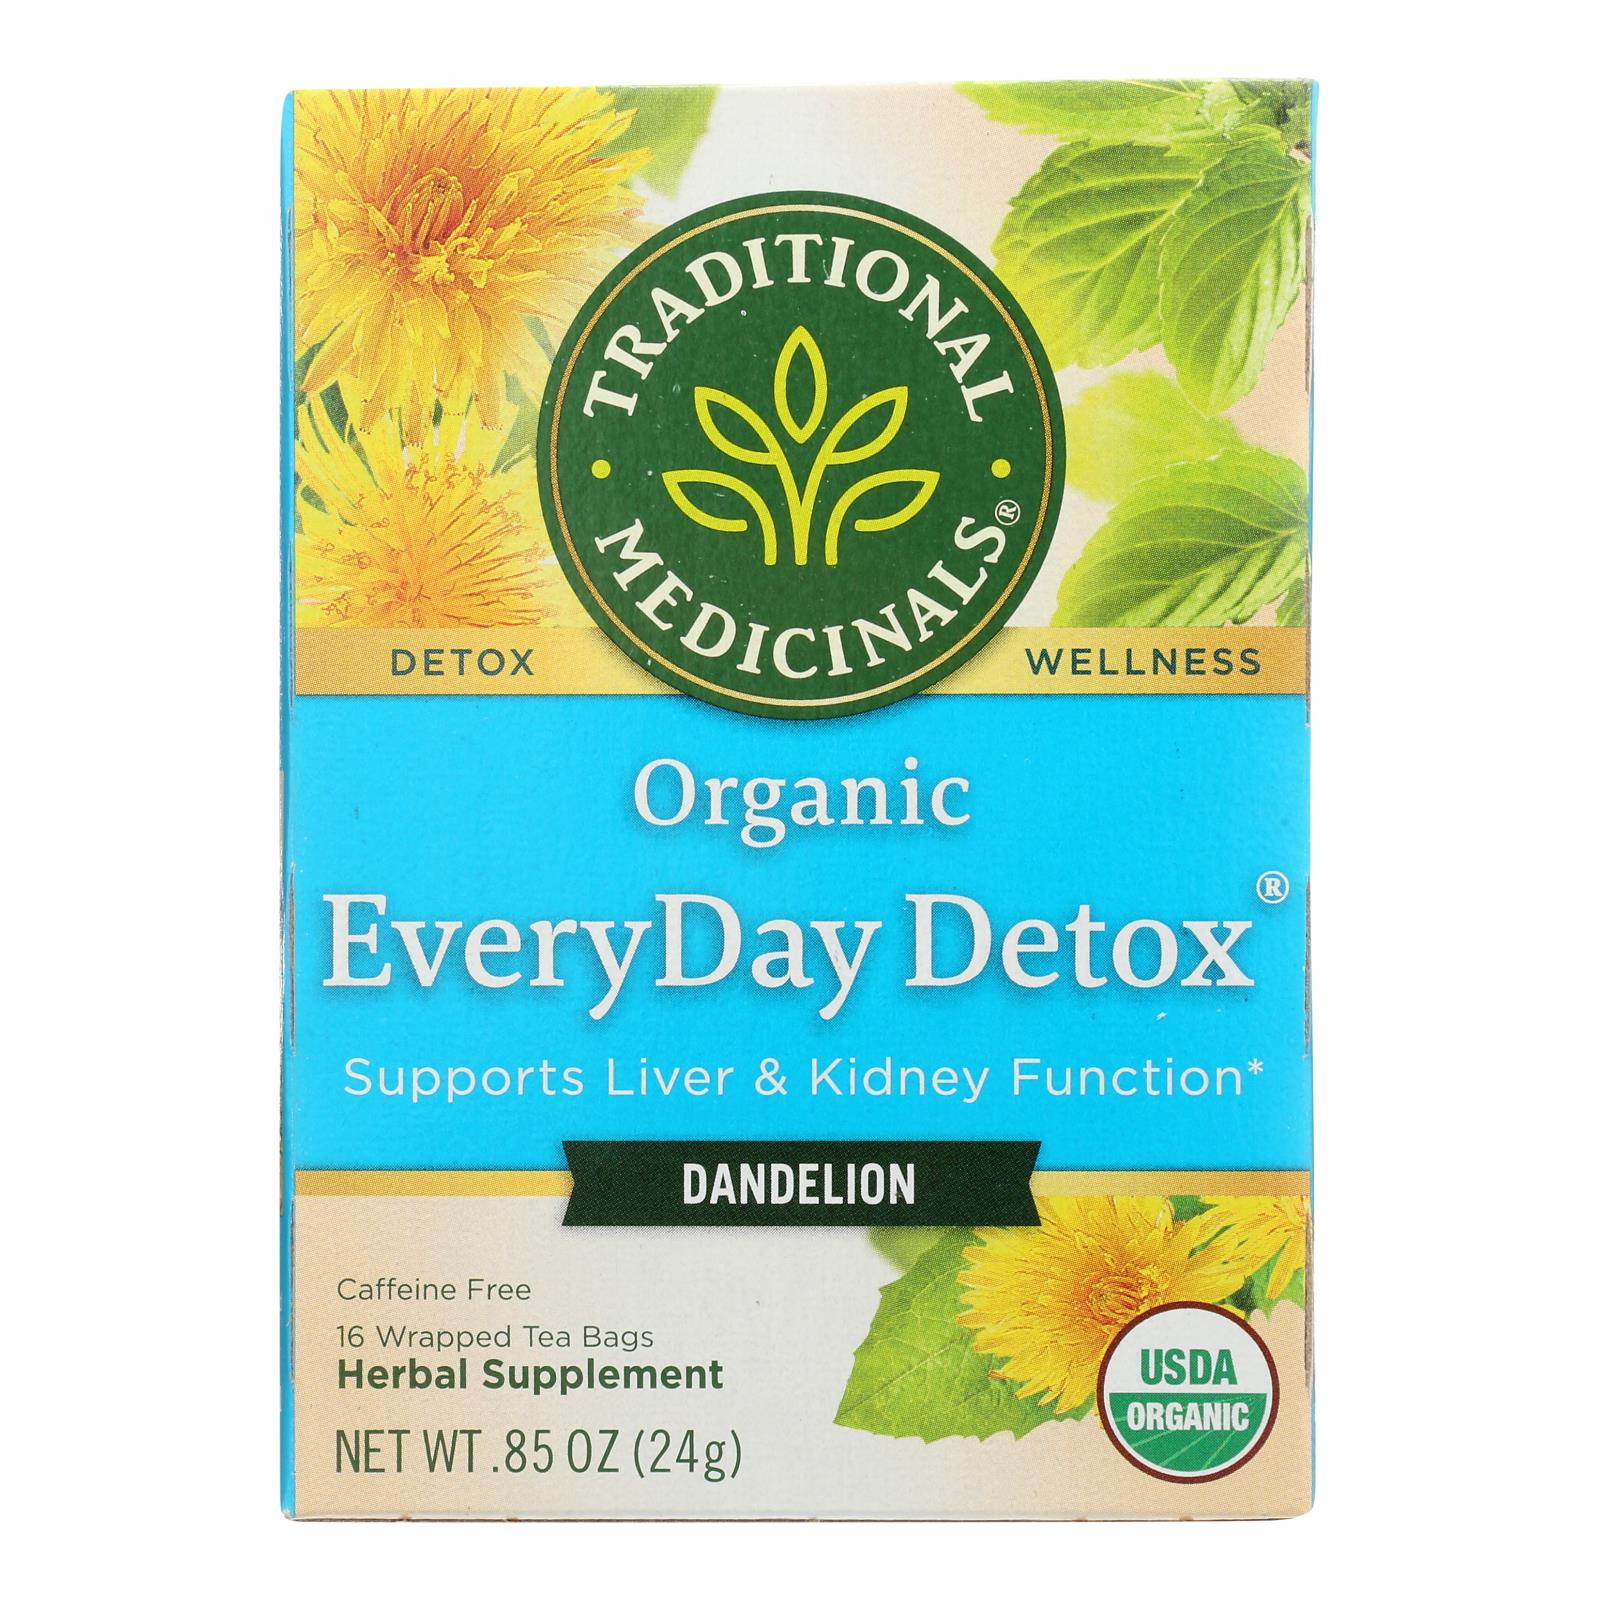 TRADITIONAL
MEDICINALS®
DETOX
WELLNESS
Organic
EveryDay Detox®
Supports Liver & Kidney Function*
DANDELION
Caffeine Free
16 Wrapped Tea Bags
Herbal Supplement
NET WT .85 OZ (24g)
USDA
ORGANIC